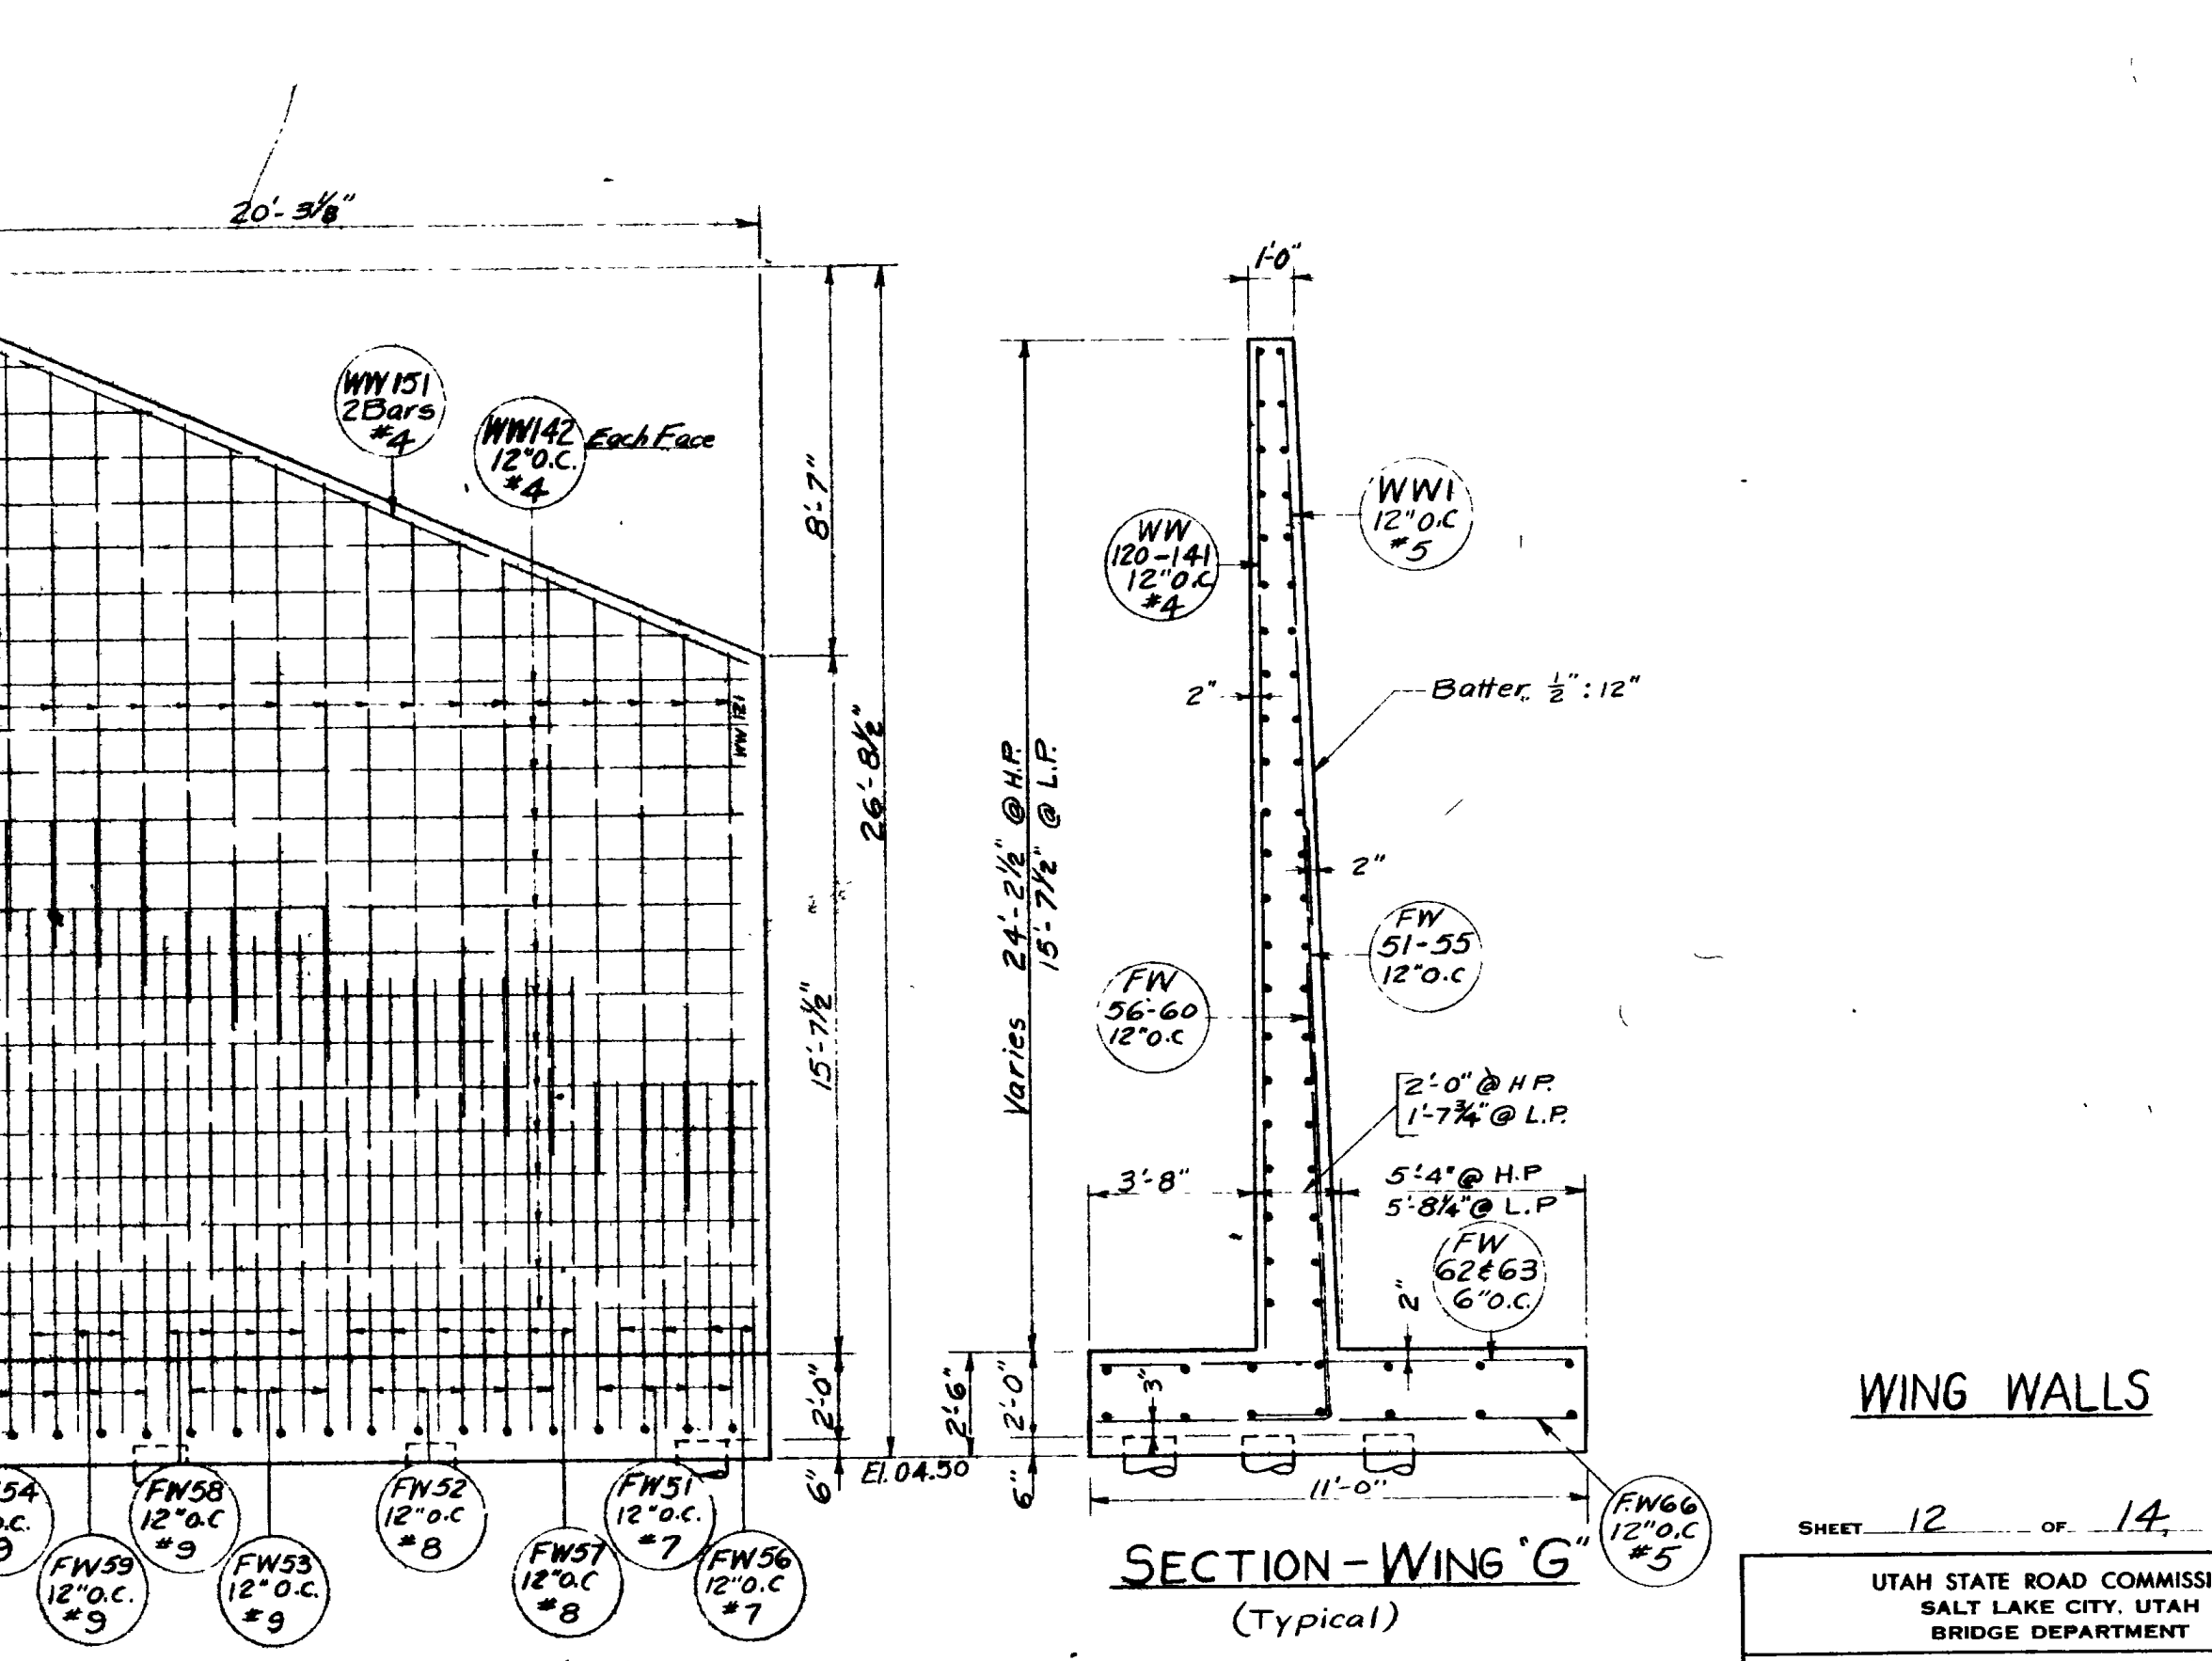 20'-3⅛"
WW151
2Bars
#4
WW142
12"O.C.
#4
Each Face
8'-7"
26'-8½"
15'-7½"
WW 121
2'-0"
6"
El. 04.50
54
O.C.
9
FW59
12"O.C.
#9
FW58
12"O.C
#9
FW53
12"O.C.
#9
FW52
12"O.C
#8
FW57
12"O.C
#8
FW51
12"O.C.
#7
FW56
12"O.C
#7
1'-0"
WW
120-141
12"O.C
#4
WW1
12"O.C
#5
Batter ½":12"
2"
2"
Varies 24'-2½" @ H.P.
15'-7½" @ L.P.
FW
51-55
12"O.C
FW
56-60
12"O.C
2'-0" @ H.P.
1'-7¾" @ L.P.
3'-8"
5'-4" @ H.P
5'-8¼" @ L.P
FW
62&63
6"O.C.
2"
3"
2'-6"
2'-0"
6"
11'-0"
FW66
12"O.C
#5
SECTION - WING "G"
(Typical)
WING WALLS
SHEET 12 OF 14
UTAH STATE ROAD COMMISSI
SALT LAKE CITY, UTAH
BRIDGE DEPARTMENT